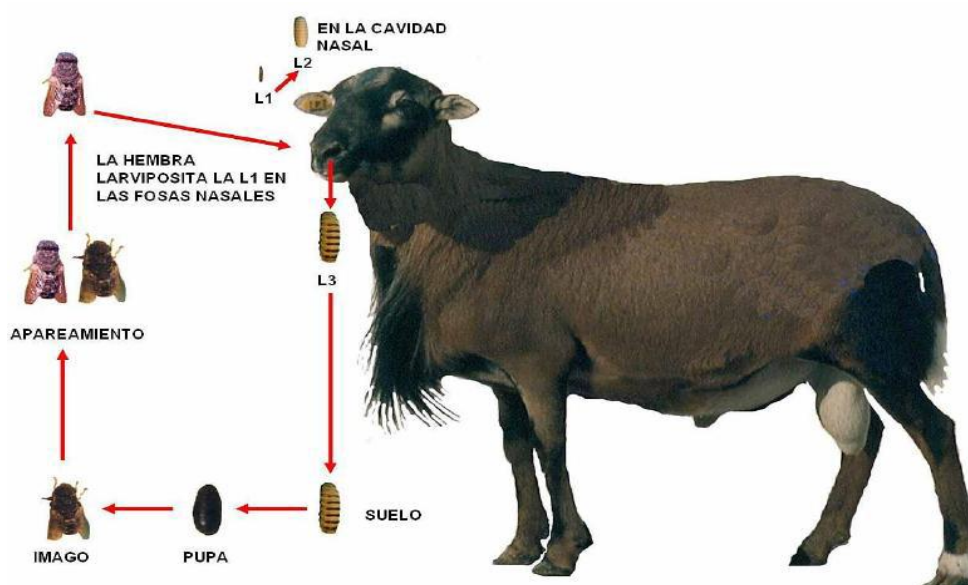 EN LA CAVIDAD
NASAL
L2
L1
LA HEMBRA
LARVIPOSITA LA L1 EN
LAS FOSAS NASALES
L3
APAREAMIENTO
SUELO
IMAGO
PUPA